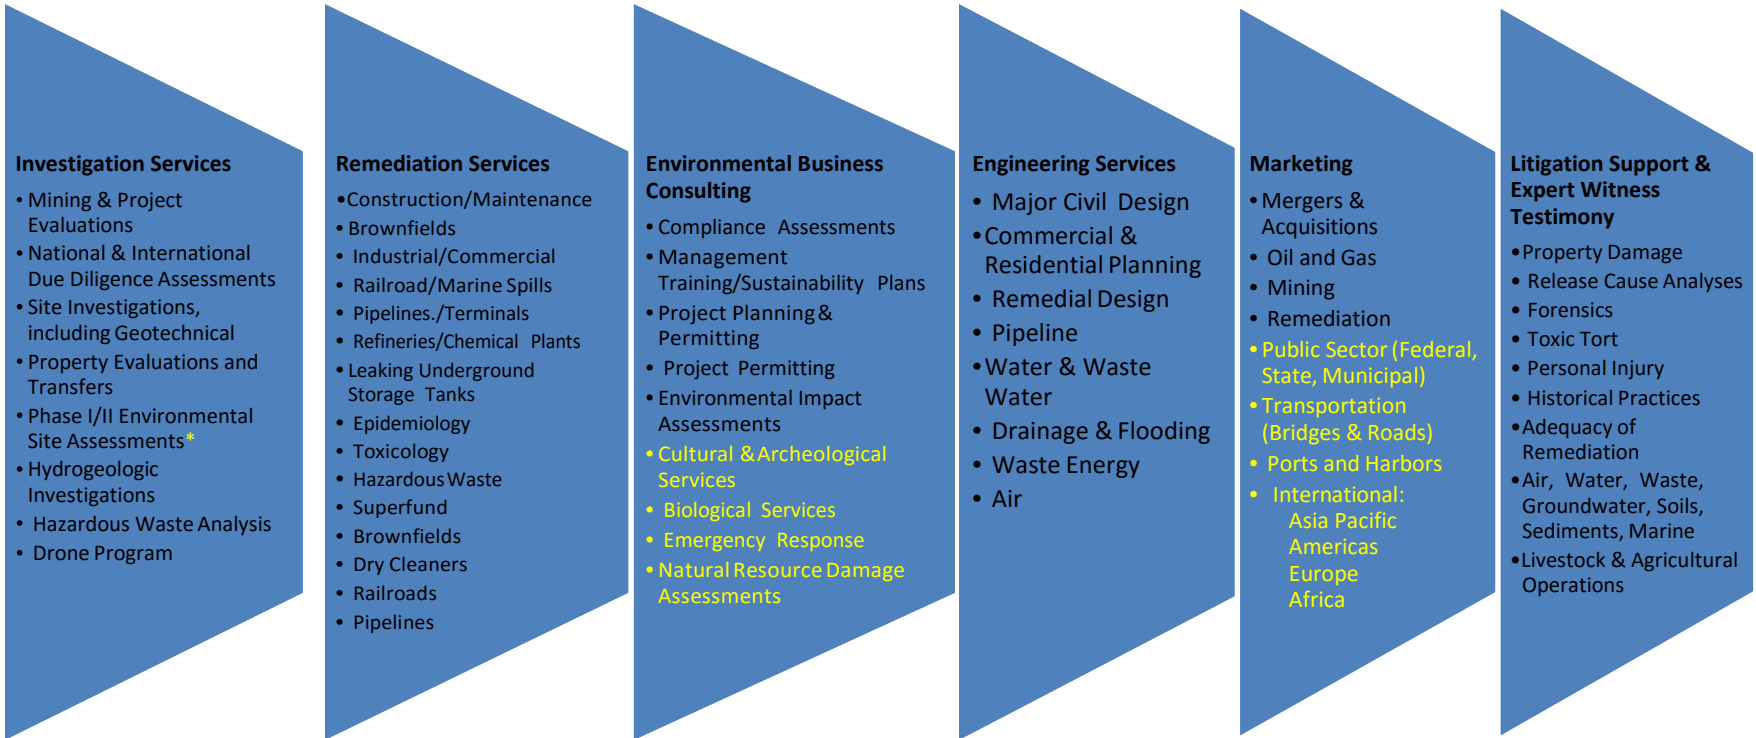 Investigation Services
• Mining & Project
Evaluations
• National & International
Due Diligence Assessments
• Site Investigations,
including Geotechnical
• Property Evaluations and
Transfers
• Phase I/II Environmental
Site Assessments*
• Hydrogeologic
Investigations
• Hazardous Waste Analysis
• Drone Program
Remediation Services
•Construction/Maintenance
• Brownfields
• Industrial/Commercial
• Railroad/Marine Spills
• Pipelines./Terminals
• Refineries/Chemical Plants
• Leaking Underground
Storage Tanks
• Epidemiology
• Toxicology
• Hazardous Waste
• Superfund
• Brownfields
• Dry Cleaners
• Railroads
• Pipelines
Environmental Business
Consulting
• Compliance Assessments
• Management
Training/Sustainability Plans
• Project Planning &
Permitting
• Project Permitting
• Environmental Impact
Assessments
• Cultural & Archeological
Services
• Biological Services
• Emergency Response
• Natural Resource Damage
Assessments
Engineering Services
• Major Civil Design
• Commercial &
Residential Planning
• Remedial Design
• Pipeline
• Water & Waste
Water
• Drainage & Flooding
• Waste Energy
• Air
Marketing
• Mergers &
Acquisitions
• Oil and Gas
• Mining
• Remediation
• Public Sector (Federal,
State, Municipal)
• Transportation
(Bridges & Roads)
• Ports and Harbors
• International:
Asia Pacific
Americas
Europe
Africa
Litigation Support &
Expert Witness
Testimony
•Property Damage
• Release Cause Analyses
• Forensics
• Toxic Tort
• Personal Injury
• Historical Practices
•Adequacy of
Remediation
•Air, Water, Waste,
Groundwater, Soils,
Sediments, Marine
•Livestock & Agricultural
Operations